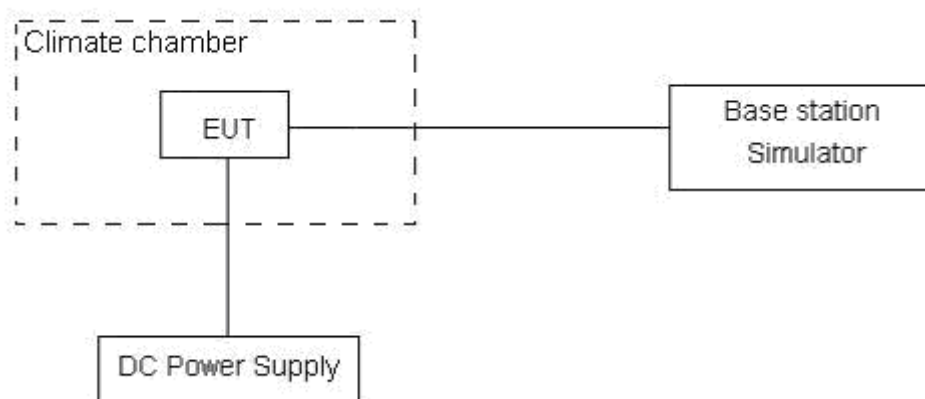 Climate chamber
EUT
Base station
Simulator
DC Power Supply